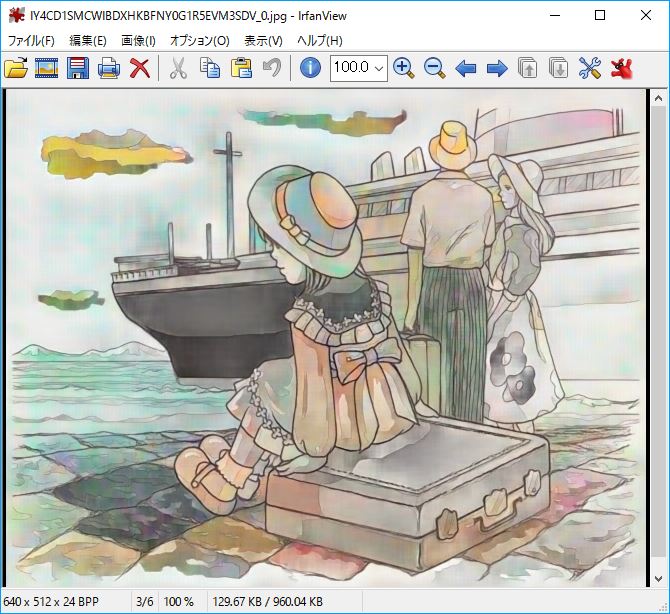 IY4CD1SMCWIBDXHKBFNY0G1R5EVM3SDV_0.jpg - IrfanView
ファイル(F) 編集(E) 画像(I) オプション(O) 表示(V) ヘルプ(H)
100.0
640 x 512 x 24 BPP 3/6 100 % 129.67 KB / 960.04 KB